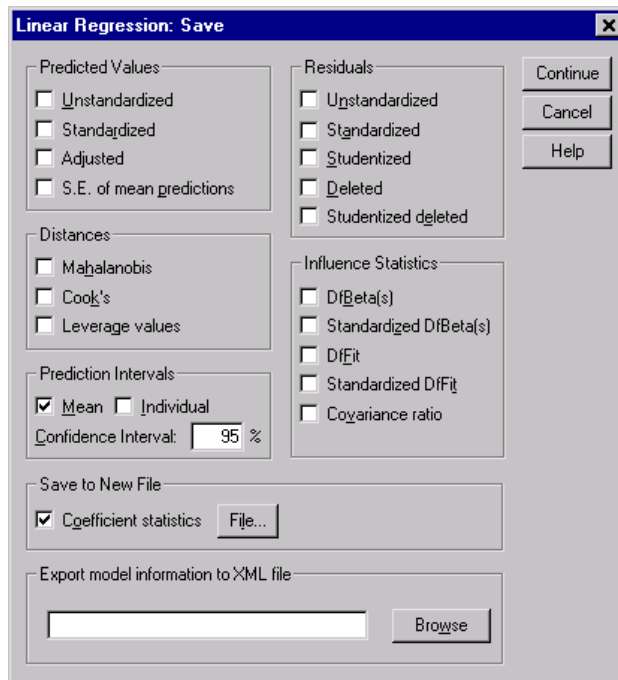 Linear Regression: Save
Predicted Values
Unstandardized
Standardized
Adjusted
S.E. of mean predictions
Residuals
Unstandardized
Standardized
Studentized
Deleted
Studentized deleted
Continue
Cancel
Help
Distances
Mahalanobis
Cook's
Leverage values
Influence Statistics
DfBeta(s)
Standardized DfBeta(s)
DfFit
Standardized DfFit
Covariance ratio
Prediction Intervals
Mean Individual
Confidence Interval: 95 %
Save to New File
Coefficient statistics File...
Export model information to XML file
Browse